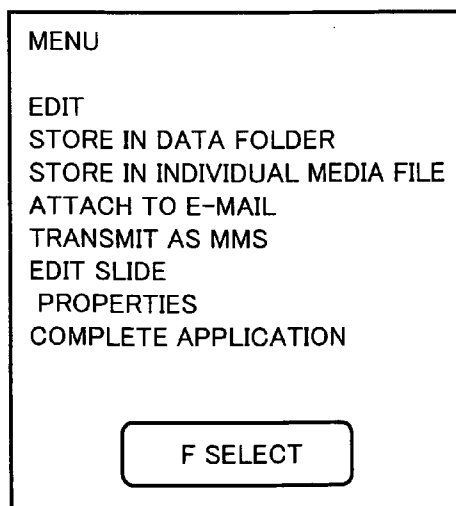 MENU
EDIT
STORE IN DATA FOLDER
STORE IN INDIVIDUAL MEDIA FILE
ATTACH TO E-MAIL
TRANSMIT AS MMS
EDIT SLIDE
PROPERTIES
COMPLETE APPLICATION
F SELECT